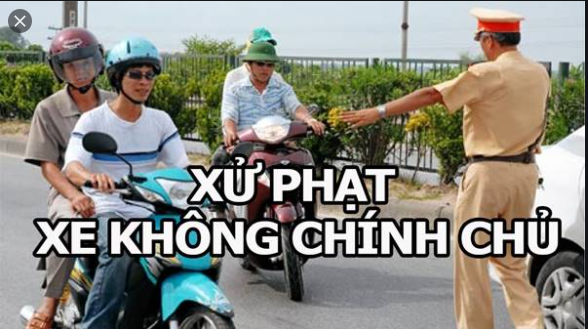 XỬ PHẠT
XE KHÔNG CHÍNH CHỦ